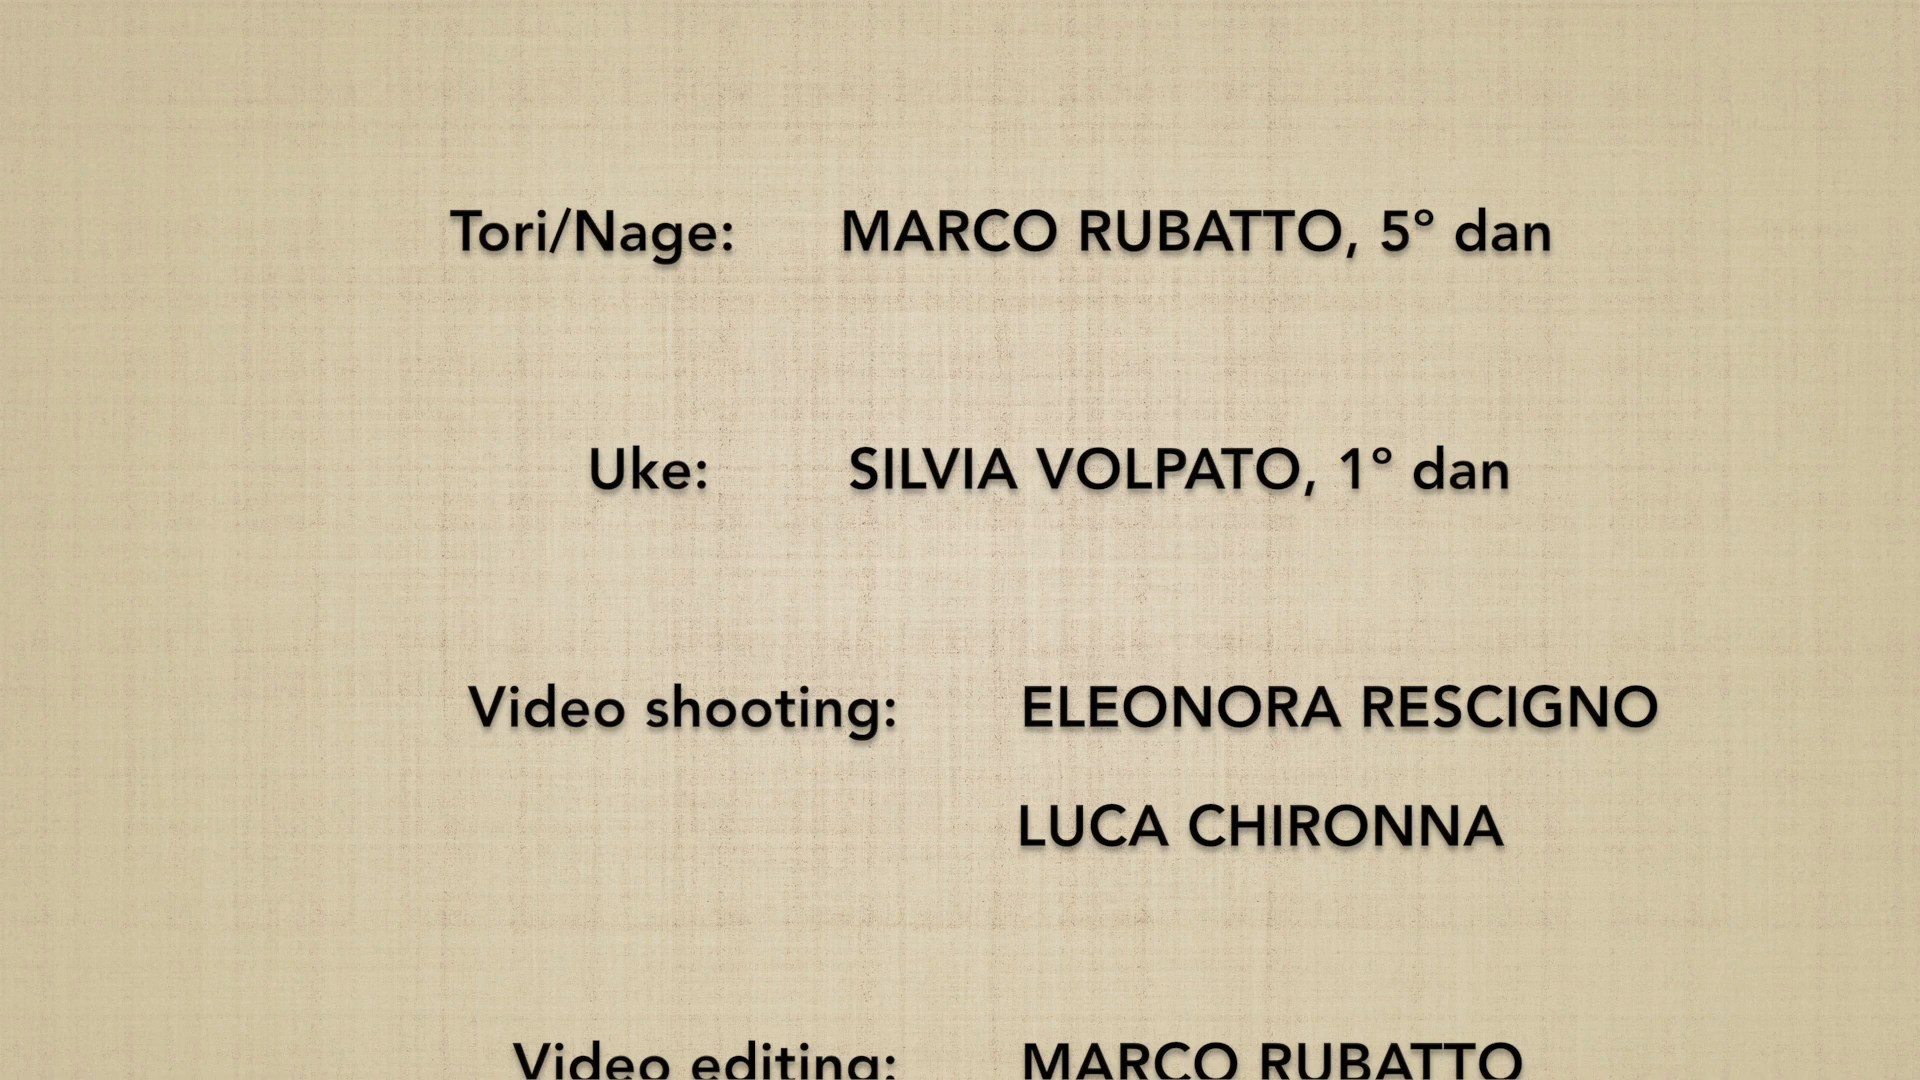 Tori/Nage: MARCO RUBATTO, 5° dan
Uke: SILVIA VOLPATO, 1° dan
Video shooting: ELEONORA RESCIGNO
LUCA CHIRONNA
Video editing: MARCO RUBATTO